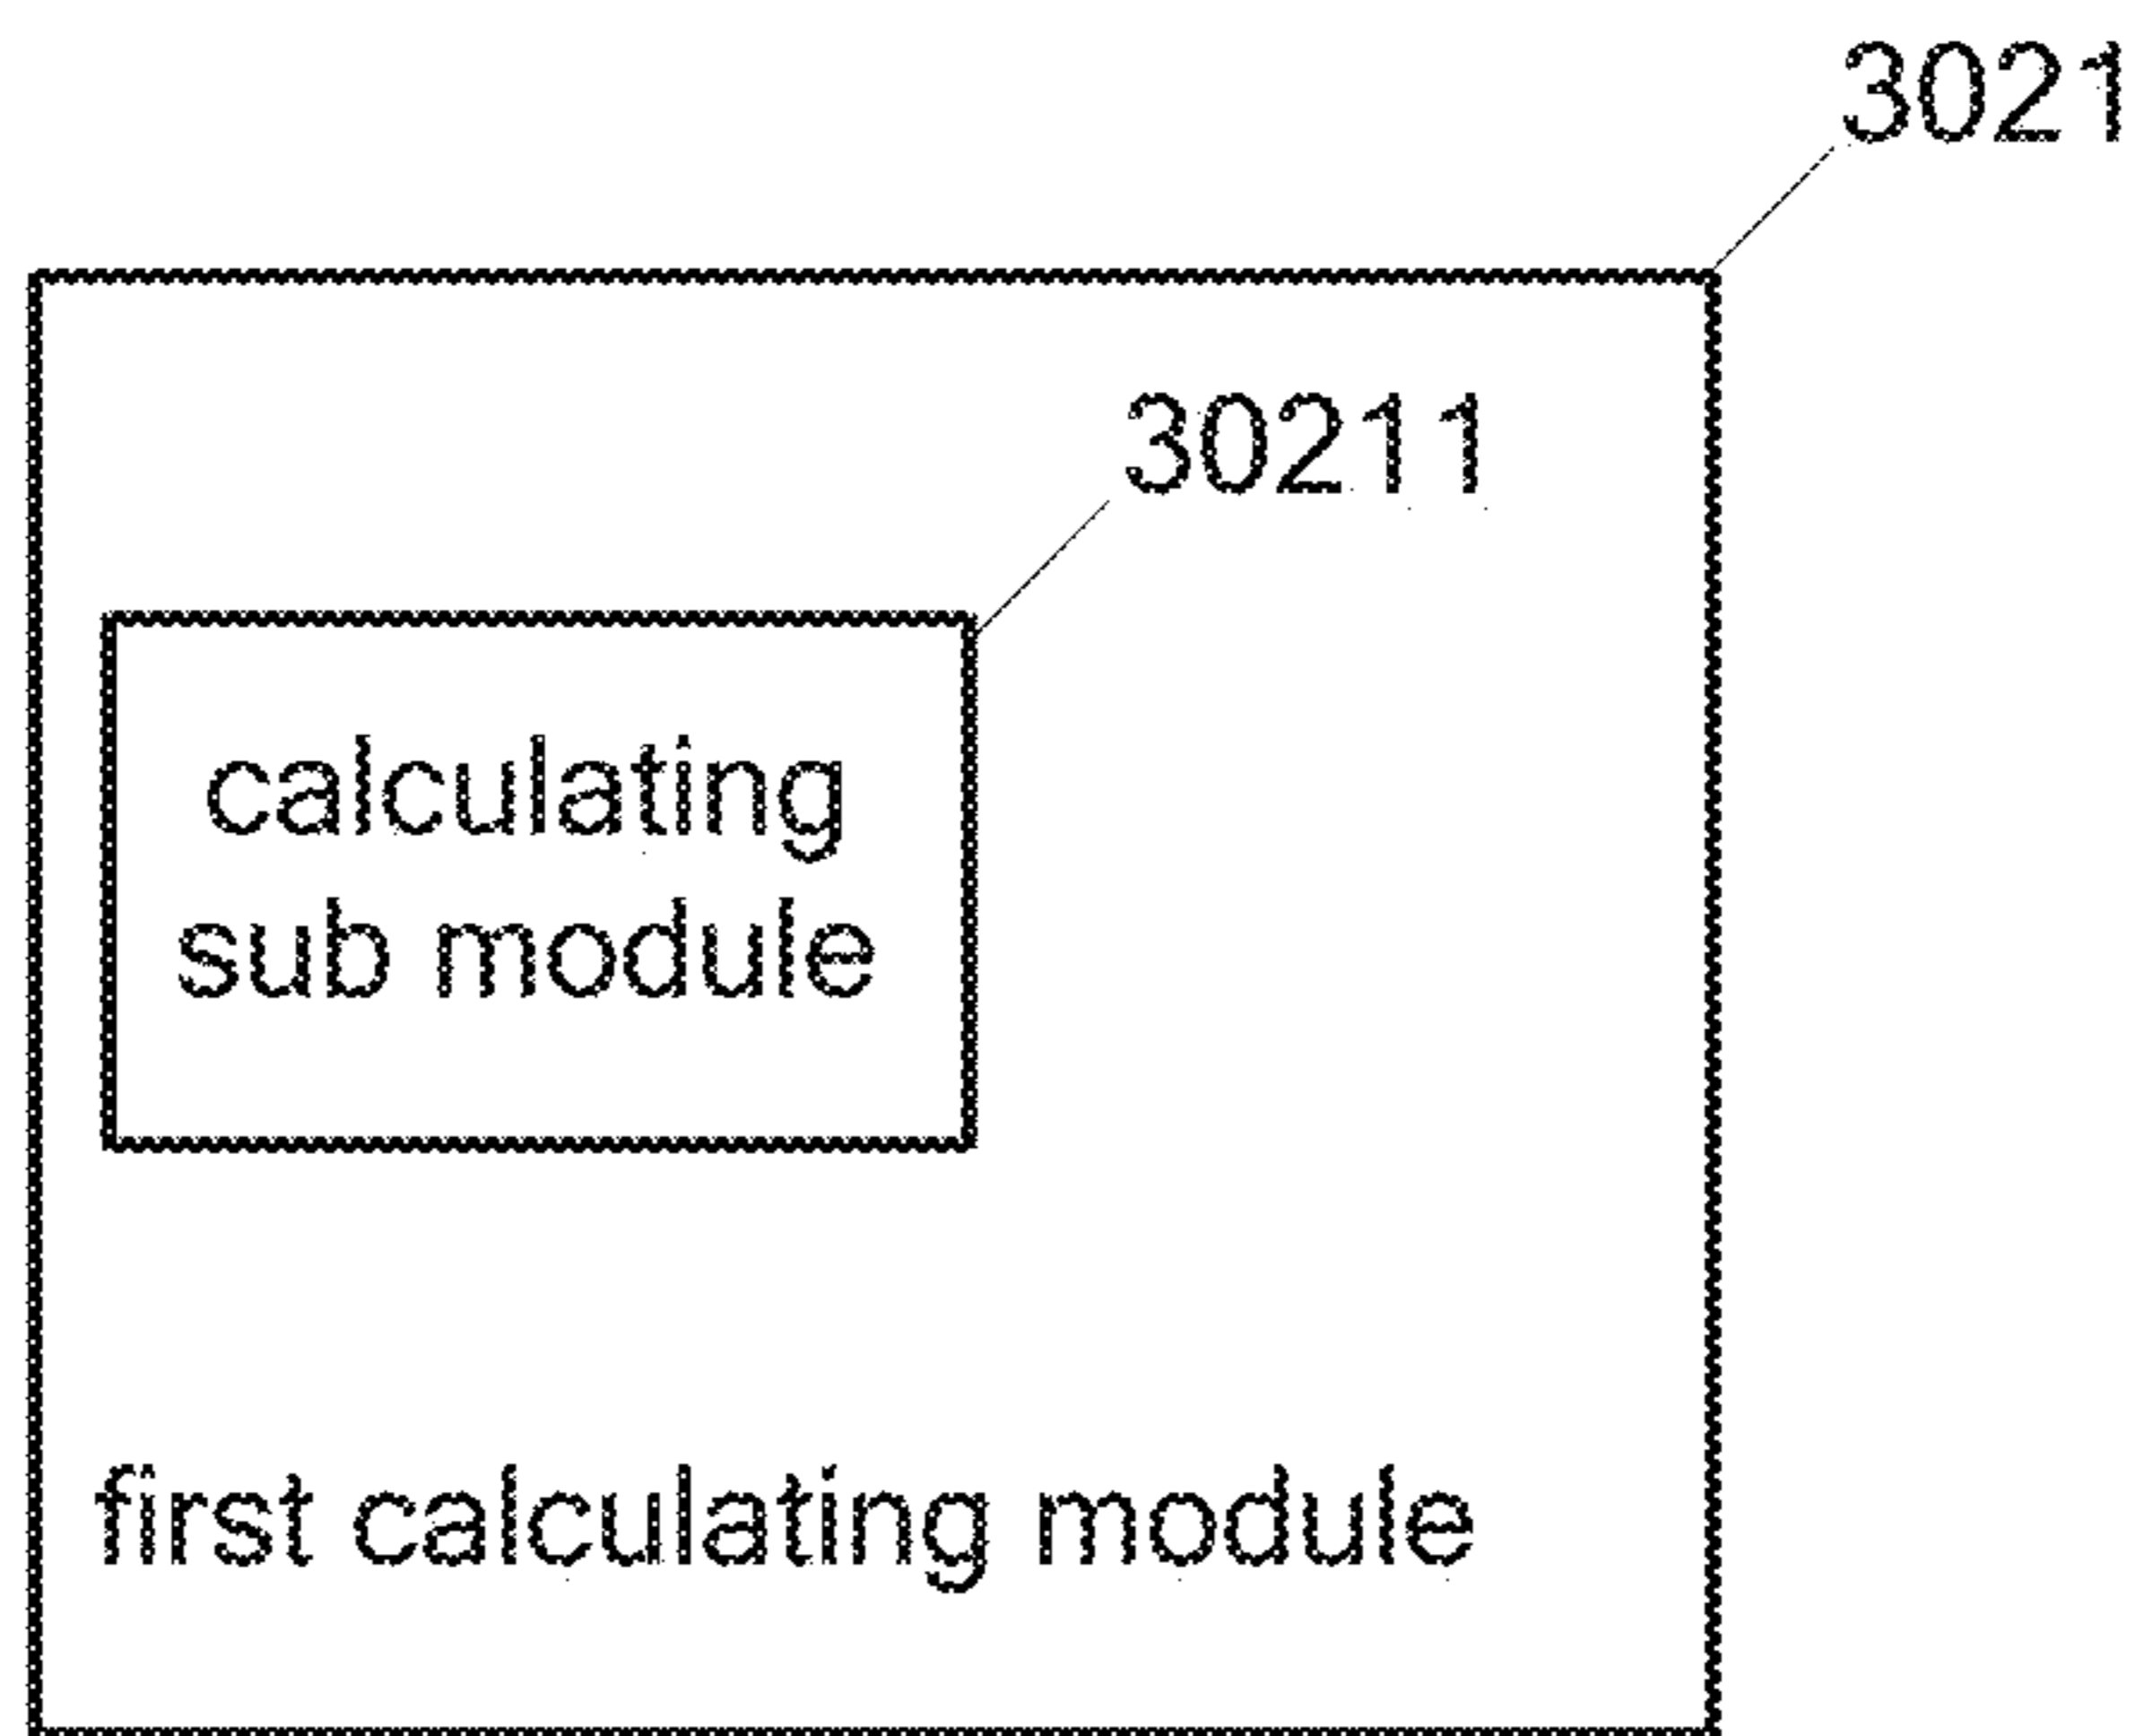 3021
30211
calculating
sub module
first calculating module